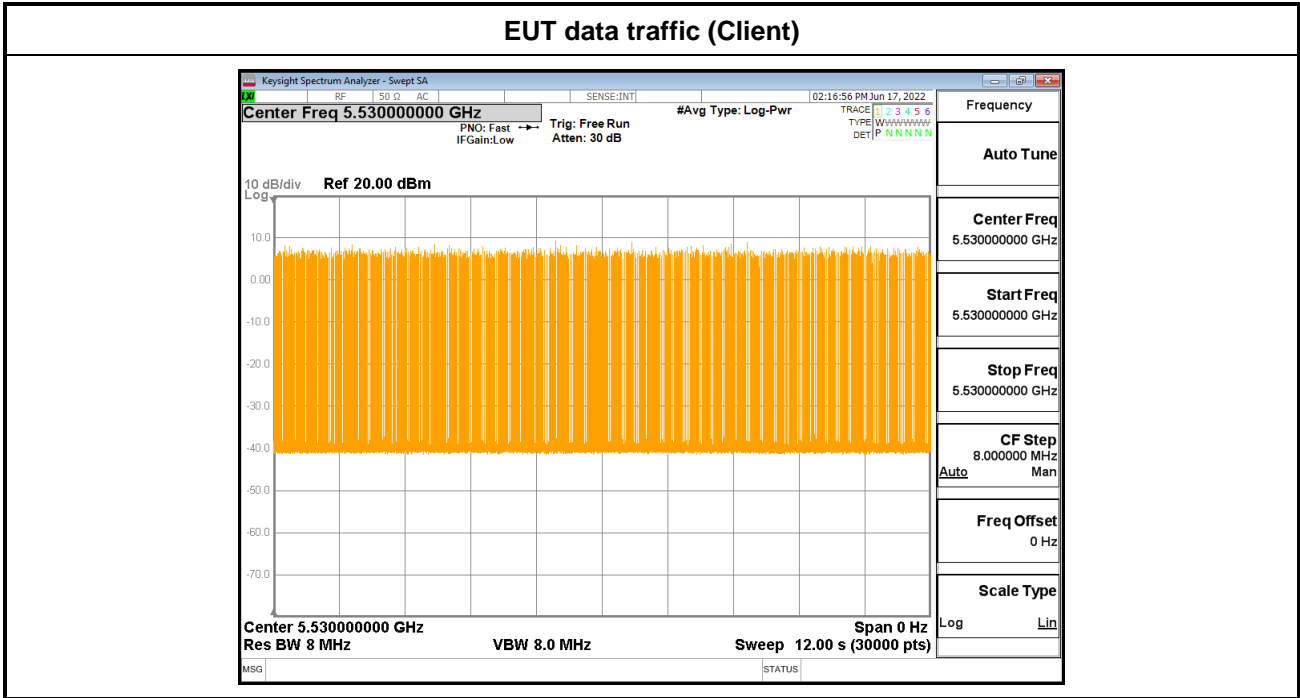 EUT data traffic (Client)
Keysight Spectrum Analyzer - Swept SA
LXI RF 50 Ω AC SENSE:INT 02:16:56 PM Jun 17, 2022
Center Freq 5.530000000 GHz
PNO: Fast
IFGain:Low
Trig: Free Run
Atten: 30 dB
#Avg Type: Log-Pwr
TRACE 1 2 3 4 5 6
TYPE WWWWWW
DET P N N N N N
10 dB/div Ref 20.00 dBm
Log
10.0
0.00
-10.0
-20.0
-30.0
-40.0
-50.0
-60.0
-70.0
Center 5.530000000 GHz Span 0 Hz
Res BW 8 MHz VBW 8.0 MHz Sweep 12.00 s (30000 pts)
MSG STATUS
Frequency
Auto Tune
Center Freq
5.530000000 GHz
Start Freq
5.530000000 GHz
Stop Freq
5.530000000 GHz
CF Step
8.000000 MHz
Auto Man
Freq Offset
0 Hz
Scale Type
Log Lin